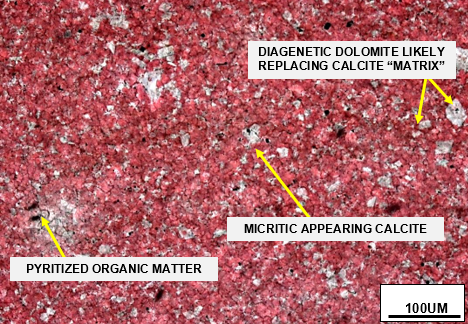 DIAGENETIC DOLOMITE LIKELY
REPLACING CALCITE “MATRIX”
MICRITIC APPEARING CALCITE
PYRITIZED ORGANIC MATTER
100UM